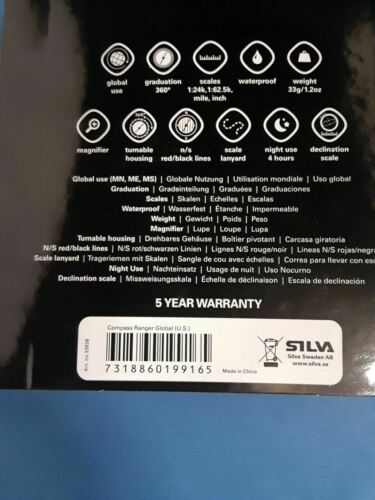 global
use
graduation
360°
scales
1:24k,1:62.5k,
mile, inch
waterproof
weight
33g/1.2oz
360°
magnifier
turnable
housing
n/s
red/black lines
scale
lanyard
night use
4 hours
declination
scale
Global use (MN, ME, MS) | Globale Nutzung | Utilisation mondiale | Uso global
Graduation | Gradeinteilung | Graduées | Graduaciones
Scales | Skalen | Echelles | Escalas
Waterproof | Wasserfest | Étanche | Impermeable
Weight | Gewicht | Poids | Peso
Magnifier | Lupe | Loupe | Lupa
Turnable housing | Drehbares Gehäuse | Boîtier pivotant | Carcasa giratoria
N/S red/black lines | N/S rot/schwarzen Linien | Lignes N/S rouge/noir | Lineas N/S rojas/negra
Scale lanyard | Trageriemen mit Skalen | Sangle de cou avec échelles | Correa para llevar con es
Night Use | Nachteinsatz | Usage de nuit | Uso Nocturno
Declination scale | Missweisungsskala | Échelle de déclinaison | Escala de declinación
5 YEAR WARRANTY
Compass Ranger Global (U.S.)
Art. no 33638
7318860199165
Made in China
SILVA
Silva Sweden AB
www.silva.se